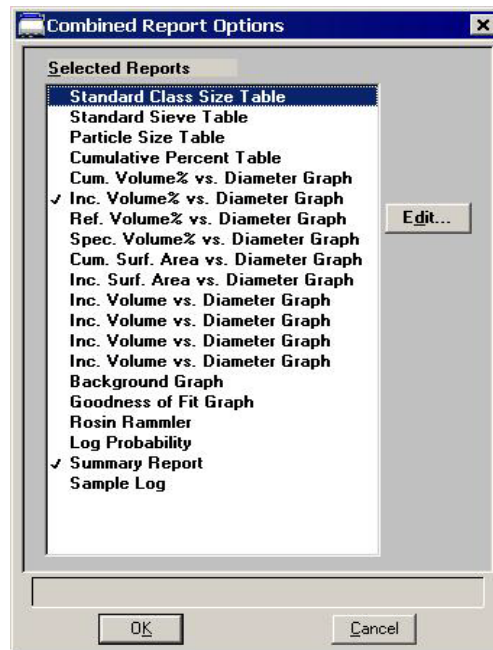 Combined Report Options
Selected Reports
Standard Class Size Table
Standard Sieve Table
Particle Size Table
Cumulative Percent Table
Cum. Volume% vs. Diameter Graph
✓ Inc. Volume% vs. Diameter Graph
Ref. Volume% vs. Diameter Graph
Spec. Volume% vs. Diameter Graph
Cum. Surf. Area vs. Diameter Graph
Inc. Surf. Area vs. Diameter Graph
Inc. Volume vs. Diameter Graph
Inc. Volume vs. Diameter Graph
Inc. Volume vs. Diameter Graph
Inc. Volume vs. Diameter Graph
Background Graph
Goodness of Fit Graph
Rosin Rammler
Log Probability
✓ Summary Report
Sample Log
Edit...
OK
Cancel